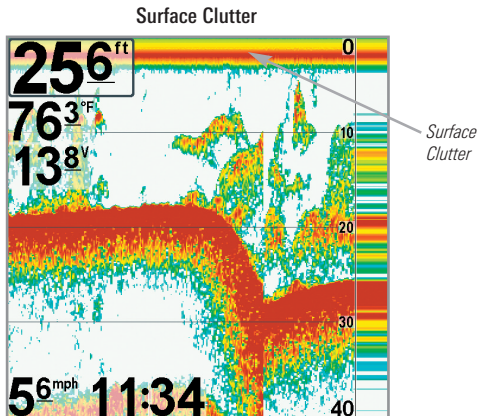 Surface Clutter
25 6 ft
0
76 3 °F
13 8 V
10
Surface
Clutter
20
30
5 6 mph 11:34
40